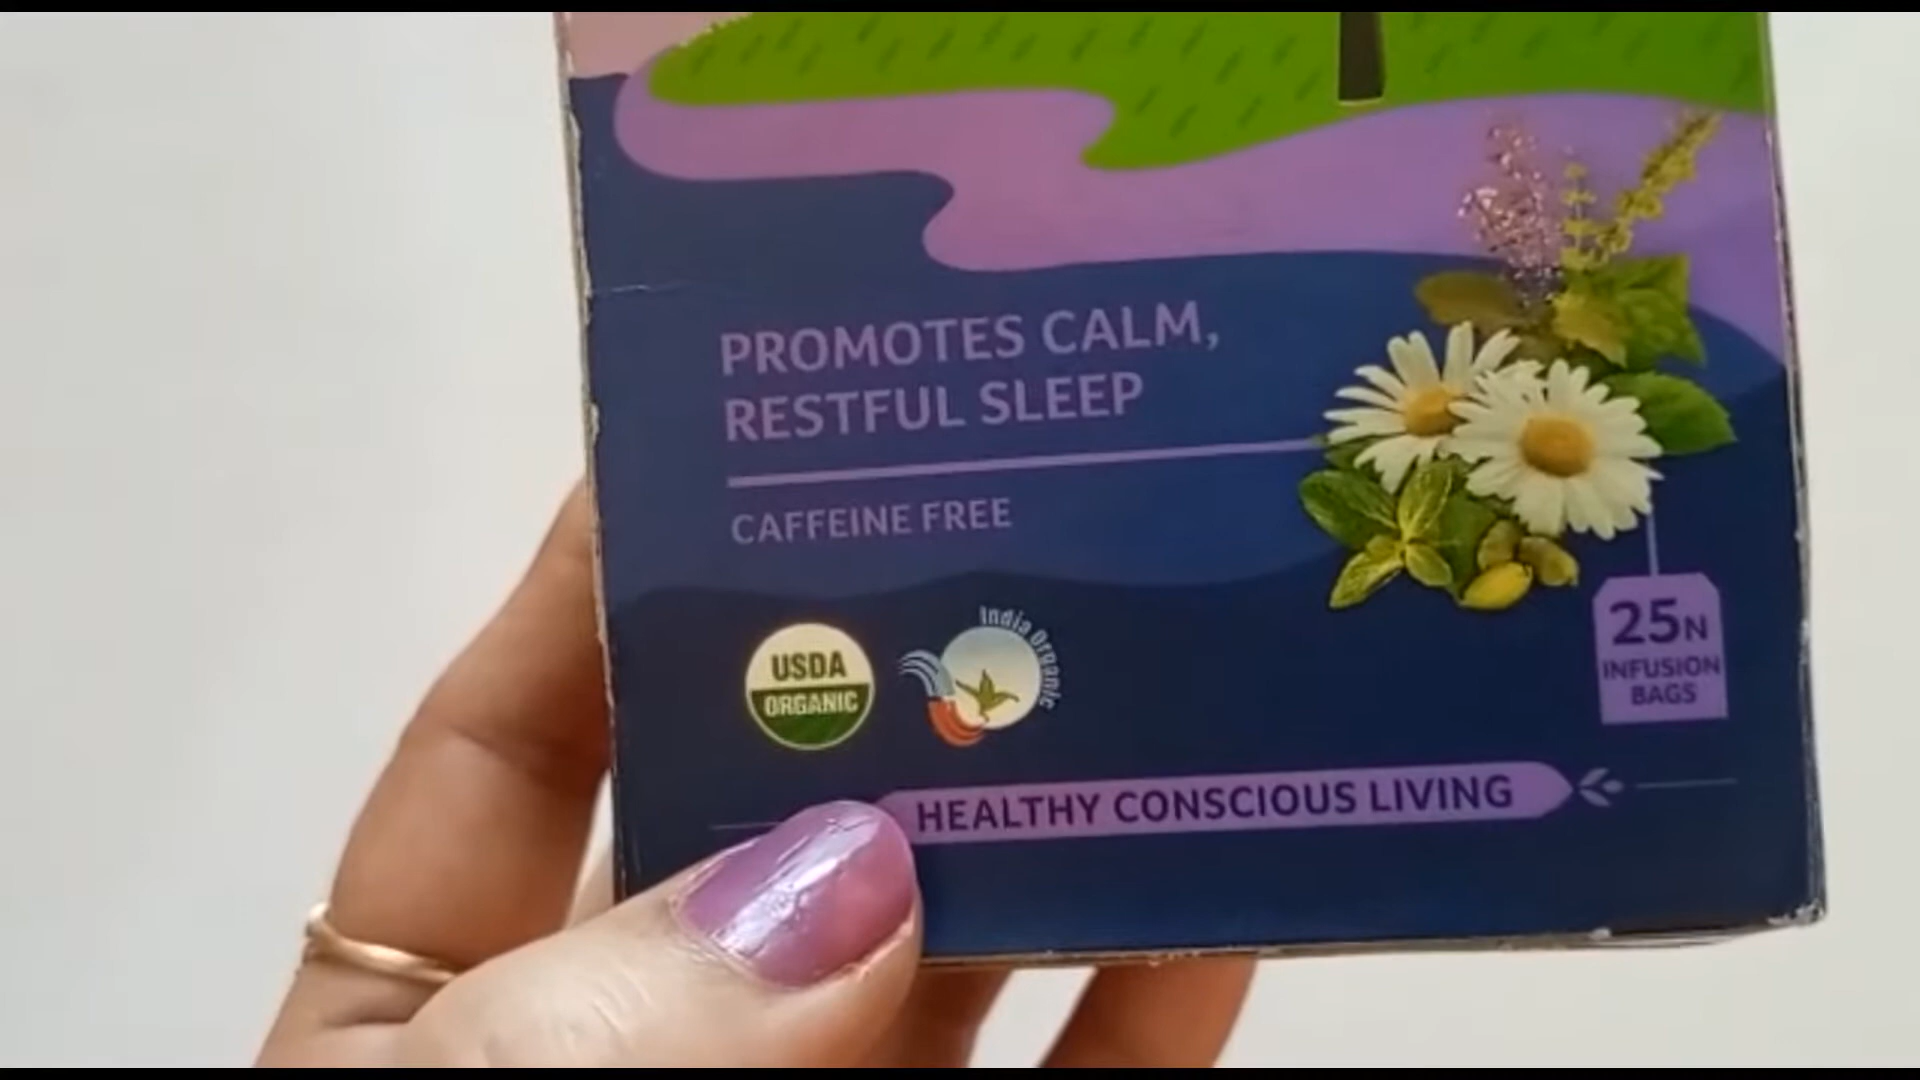 PROMOTES CALM,
RESTFUL SLEEP
CAFFEINE FREE
USDA
ORGANIC
India Organic
25N
INFUSION
BAGS
HEALTHY CONSCIOUS LIVING